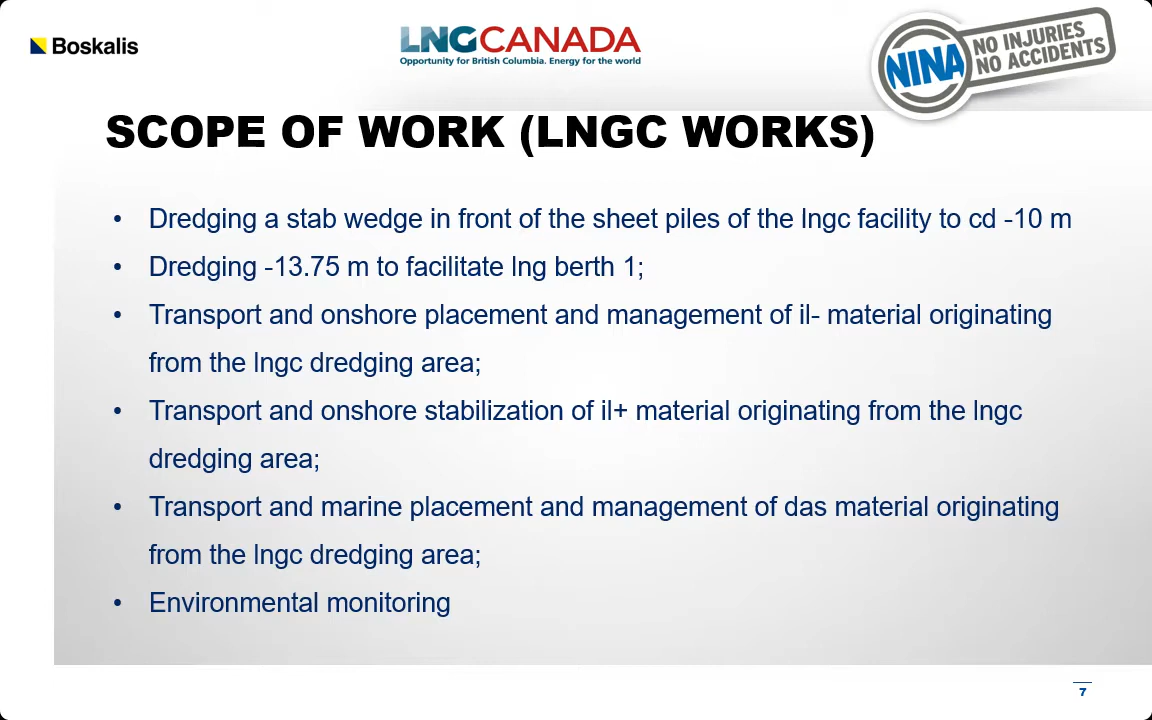 Boskalis
LNGCANADA
Opportunity for British Columbia. Energy for the world
NINA
NO INJURIES
NO ACCIDENTS
SCOPE OF WORK (LNGC WORKS)
• Dredging a stab wedge in front of the sheet piles of the lngc facility to cd -10 m
• Dredging -13.75 m to facilitate lng berth 1;
• Transport and onshore placement and management of il- material originating
from the lngc dredging area;
• Transport and onshore stabilization of il+ material originating from the lngc
dredging area;
• Transport and marine placement and management of das material originating
from the lngc dredging area;
• Environmental monitoring
7